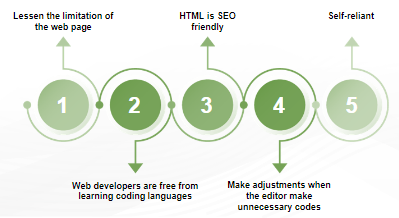 Lessen the limitation of
the web page
HTML is SEO
friendly
Self-reliant
1 2 3 4 5
Web developers are free from
learning coding languages
Make adjustments when
the editor make
unnecessary codes